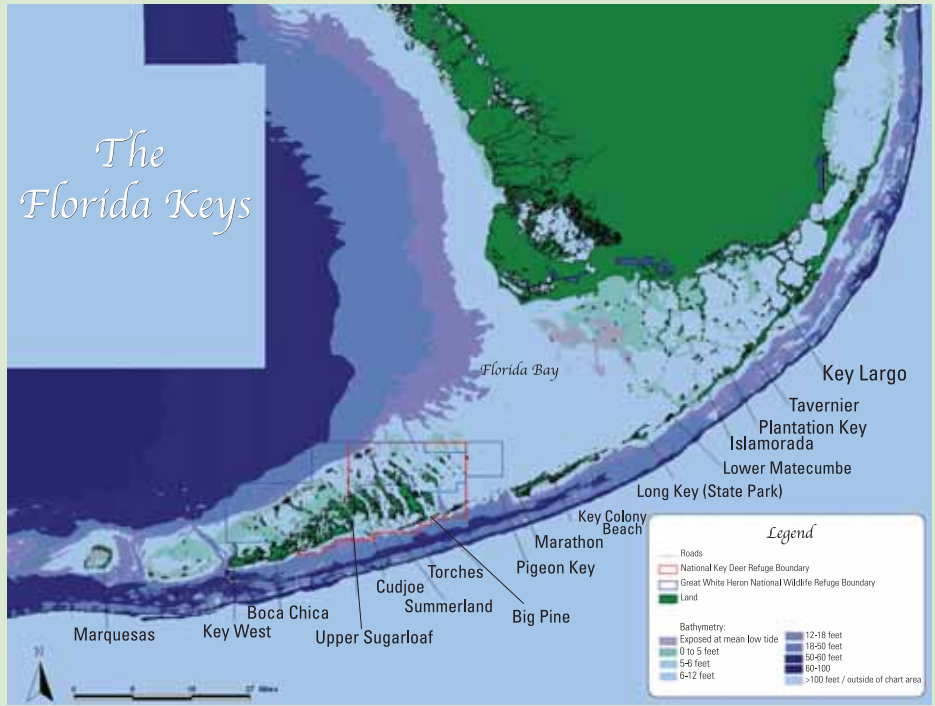 The
Florida Keys
Florida Bay
Key Largo
Tavernier
Plantation Key
Islamorada
Lower Matecumbe
Long Key (State Park)
Key Colony
Beach
Marathon
Pigeon Key
Torches
Cudjoe
Summerland
Big Pine
Boca Chica
Upper Sugarloaf
Key West
Marquesas
N
Legend
Roads
National Key Deer Refuge Boundary
Great White Heron National Wildlife Refuge Boundary
Land
Bathymetry:
Exposed at mean low tide
0 to 5 feet
5-6 feet
6-12 feet
12-18 feet
18-50 feet
50-60 feet
60-100
>100 feet / outside of chart area